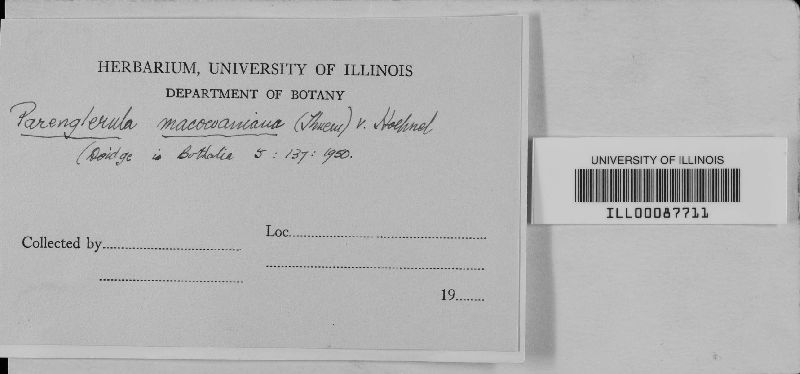 HERBARIUM, UNIVERSITY OF ILLINOIS
DEPARTMENT OF BOTANY
Parenglerula macowaniana (Thuem) v. Hoehnel
(Doidge in Bothalia 5 : 137 : 1950.
Collected by
Loc.
19
UNIVERSITY OF ILLINOIS
ILL00087711